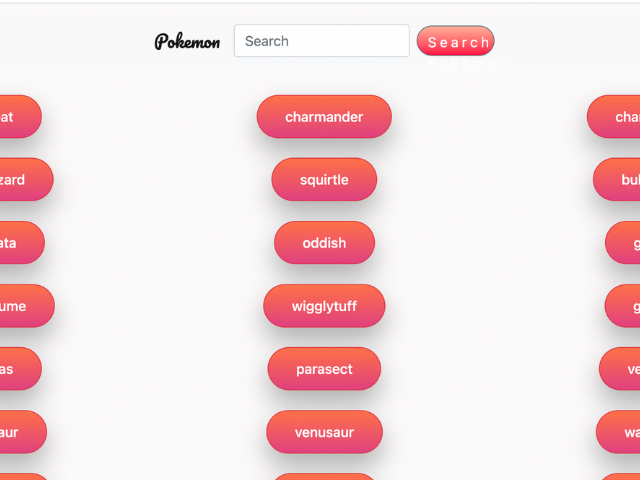 Pokemon Search Search
Pokemon
at charmander cha
zard squirtle bul
ata oddish g
ume wigglytuff g
as parasect ve
aur venusaur wa